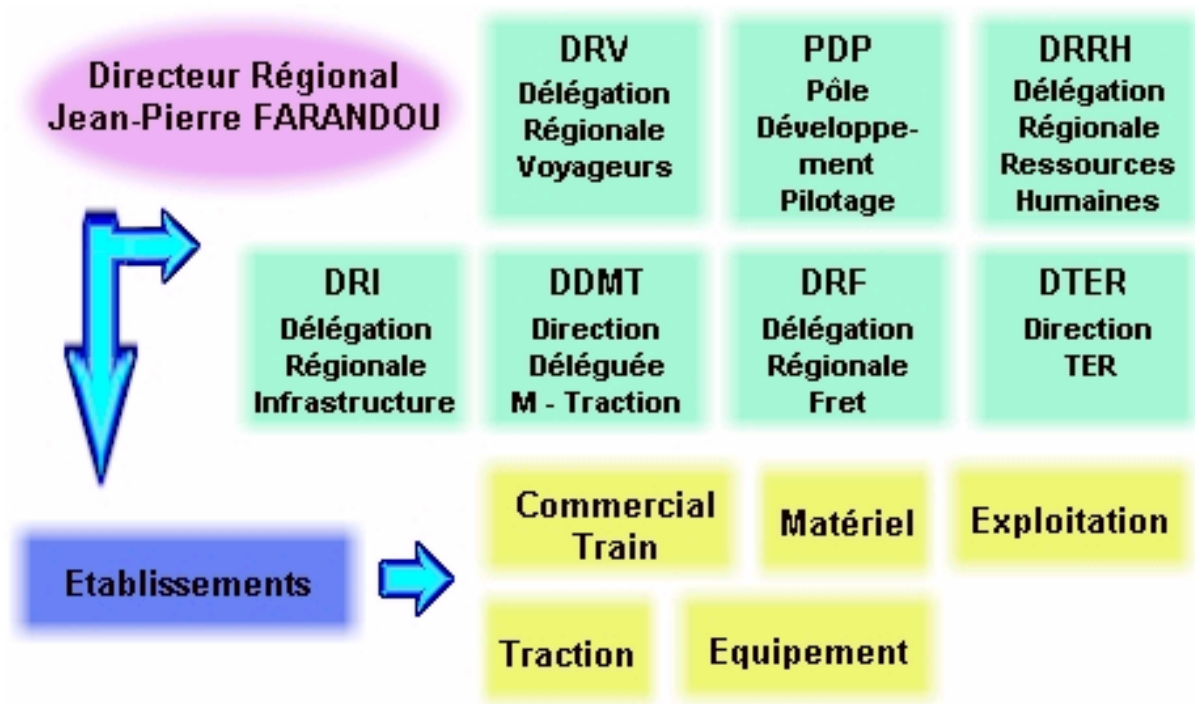 Directeur Régional
Jean-Pierre FARANDOU
DRV
Délégation
Régionale
Voyageurs
PDP
Pôle
Développe-
ment
Pilotage
DRRH
Délégation
Régionale
Ressources
Humaines
DRI
Délégation
Régionale
Infrastructure
DDMT
Direction
Déléguée
M - Traction
DRF
Délégation
Régionale
Fret
DTER
Direction
TER
Etablissements
Commercial
Train
Matériel
Exploitation
Traction
Equipement